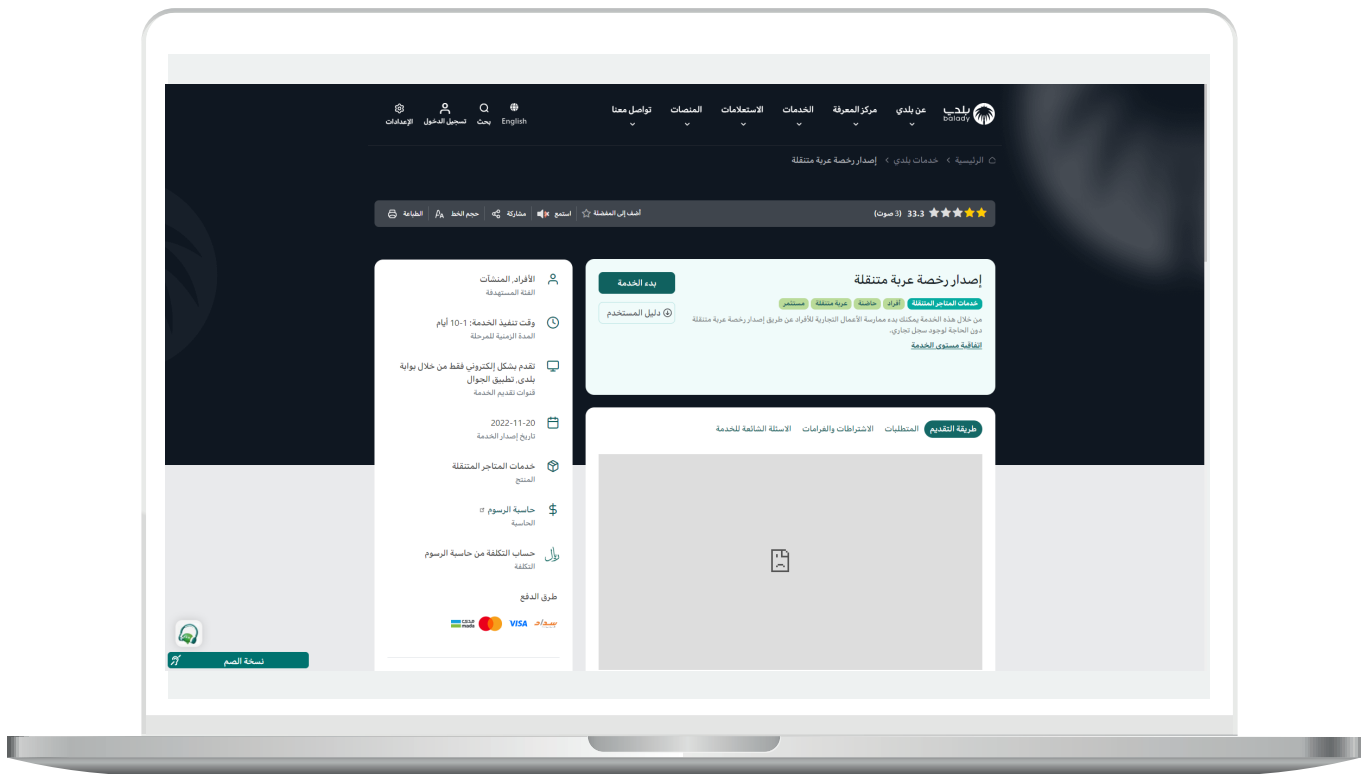 بلدي
balady
عن بلدي
مركز المعرفة
الخدمات
الاستعلامات
المنصات
تواصل معنا
English
بحث
تسجيل الدخول
الإعدادات
الرئيسية > خدمات بلدي > إصدار رخصة عربة متنقلة
33.3 (3 صوت)
أضف إلى المفضلة
استمع
مشاركة
حجم الخط
الطباعة
إصدار رخصة عربة متنقلة
خدمات المتاجر المتنقلة
أفراد
حاضنة
عربة متنقلة
مستثمر
من خلال هذه الخدمة يمكنك بدء ممارسة الأعمال التجارية للأفراد عن طريق إصدار رخصة عربة متنقلة
دون الحاجة لوجود سجل تجاري.
اتفاقية مستوى الخدمة
بدء الخدمة
دليل المستخدم
طريقة التقديم
المتطلبات
الاشتراطات والغرامات
الاسئلة الشائعة للخدمة
الأفراد, المنشآت
الفئة المستهدفة
وقت تنفيذ الخدمة: 1-10 أيام
المدة الزمنية للمرحلة
تقدم بشكل إلكتروني فقط من خلال بوابة
بلدي, تطبيق الجوال
قنوات تقديم الخدمة
2022-11-20
تاريخ إصدار الخدمة
خدمات المتاجر المتنقلة
المنتج
حاسبة الرسوم
الحاسبة
حساب التكلفة من حاسبة الرسوم
التكلفة
طرق الدفع
سداد
VISA
مدى
mada
نسخة الصم